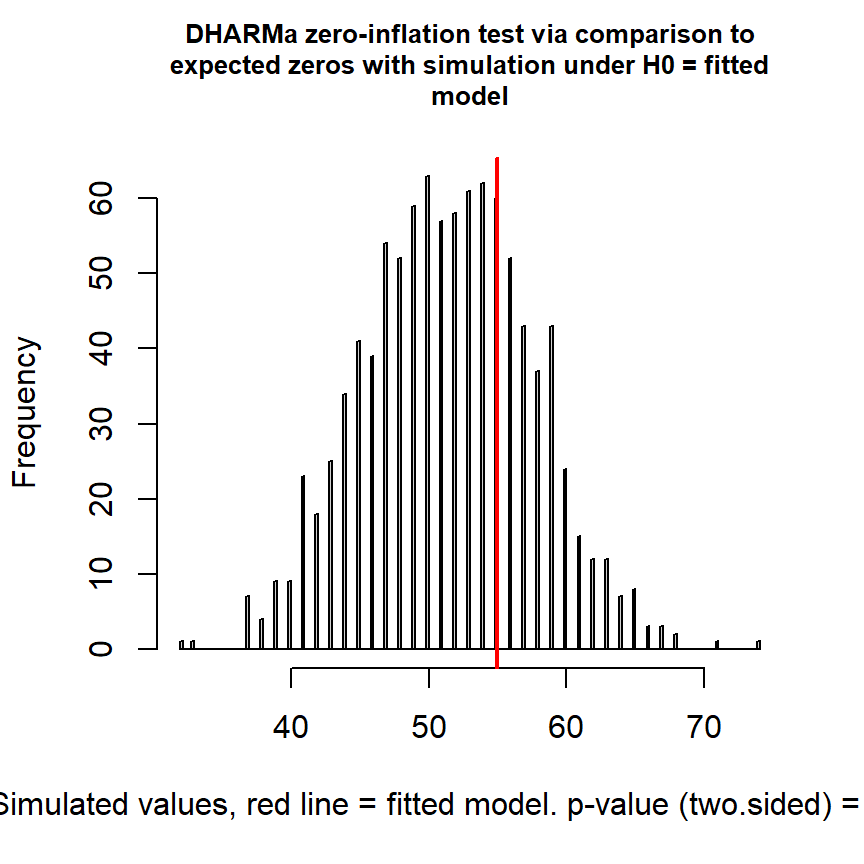 DHARMa zero-inflation test via comparison to
expected zeros with simulation under H0 = fitted
model
Frequency
60
50
40
30
20
10
0
40 50 60 70
Simulated values, red line = fitted model. p-value (two.sided) =